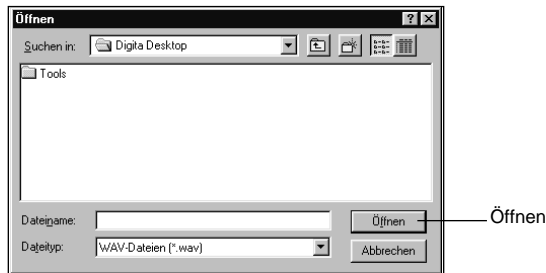 Öffnen
Suchen in: Digita Desktop
Tools
Dateiname:
Öffnen
Öffnen
Dateityp: WAV-Dateien (*.wav)
Abbrechen